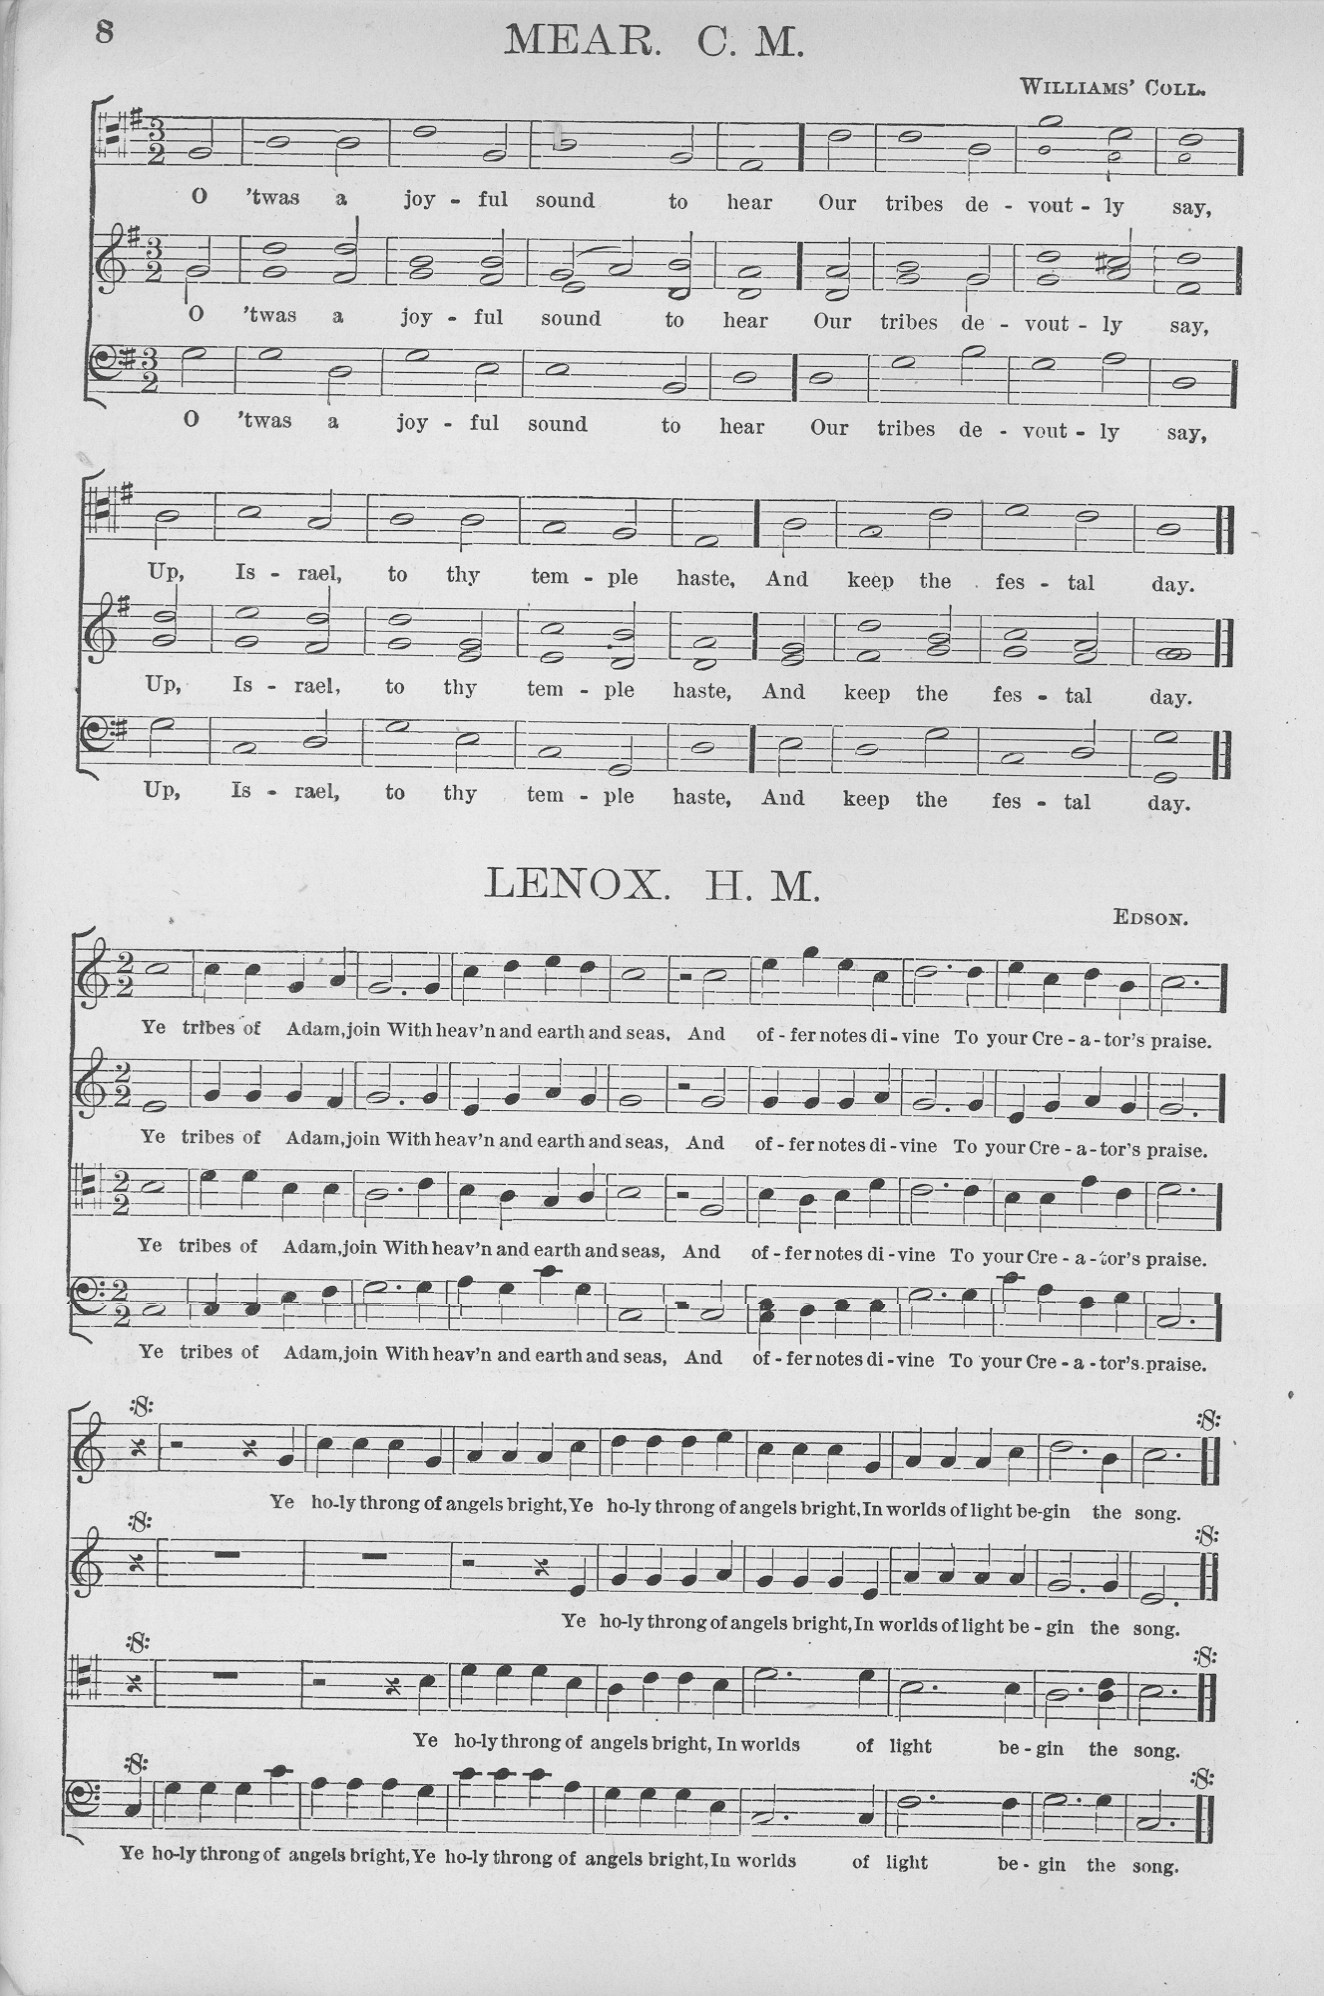 8
MEAR. C. M.
WILLIAMS' COLL.
O 'twas a joy - ful sound to hear Our tribes de - vout - ly say,
O 'twas a joy - ful sound to hear Our tribes de - vout - ly say,
O 'twas a joy - ful sound to hear Our tribes de - vout - ly say,
Up, Is - rael, to thy tem - ple haste, And keep the fes - tal day.
Up, Is - rael, to thy tem - ple haste, And keep the fes - tal day.
Up, Is - rael, to thy tem - ple haste, And keep the fes - tal day.
LENOX. H. M.
EDSON.
Ye tribes of Adam, join With heav'n and earth and seas, And of - fer notes di - vine To your Cre - a - tor's praise.
Ye tribes of Adam, join With heav'n and earth and seas, And of - fer notes di - vine To your Cre - a - tor's praise.
Ye tribes of Adam, join With heav'n and earth and seas, And of - fer notes di - vine To your Cre - a - tor's praise.
Ye tribes of Adam, join With heav'n and earth and seas, And of - fer notes di - vine To your Cre - a - tor's praise.
Ye ho-ly throng of angels bright, Ye ho-ly throng of angels bright, In worlds of light be-gin the song.
Ye ho-ly throng of angels bright, In worlds of light be - gin the song.
Ye ho-ly throng of angels bright, In worlds of light be - gin the song.
Ye ho-ly throng of angels bright, Ye ho-ly throng of angels bright, In worlds of light be - gin the song.